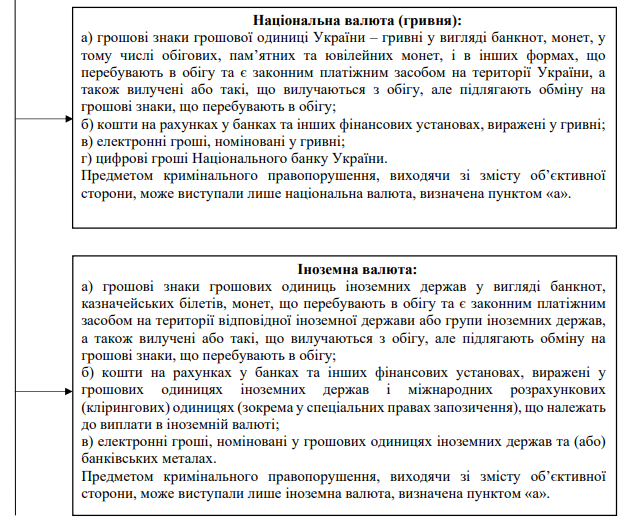 Національна валюта (гривня):
а) грошові знаки грошової одиниці України – гривні у вигляді банкнот, монет, у
тому числі обігових, пам’ятних та ювілейних монет, і в інших формах, що
перебувають в обігу та є законним платіжним засобом на території України, а
також вилучені або такі, що вилучаються з обігу, але підлягають обміну на
грошові знаки, що перебувають в обігу;
б) кошти на рахунках у банках та інших фінансових установах, виражені у гривні;
в) електронні гроші, номіновані у гривні;
г) цифрові гроші Національного банку України.
Предметом кримінального правопорушення, виходячи зі змісту об’єктивної
сторони, може виступали лише національна валюта, визначена пунктом «а».
Іноземна валюта:
а) грошові знаки грошових одиниць іноземних держав у вигляді банкнот,
казначейських білетів, монет, що перебувають в обігу та є законним платіжним
засобом на території відповідної іноземної держави або групи іноземних держав,
а також вилучені або такі, що вилучаються з обігу, але підлягають обміну на
грошові знаки, що перебувають в обігу;
б) кошти на рахунках у банках та інших фінансових установах, виражені у
грошових одиницях іноземних держав і міжнародних розрахункових
(клірингових) одиницях (зокрема у спеціальних правах запозичення), що належать
до виплати в іноземній валюті;
в) електронні гроші, номіновані у грошових одиницях іноземних держав та (або)
банківських металах.
Предметом кримінального правопорушення, виходячи зі змісту об’єктивної
сторони, може виступали лише іноземна валюта, визначена пунктом «а».